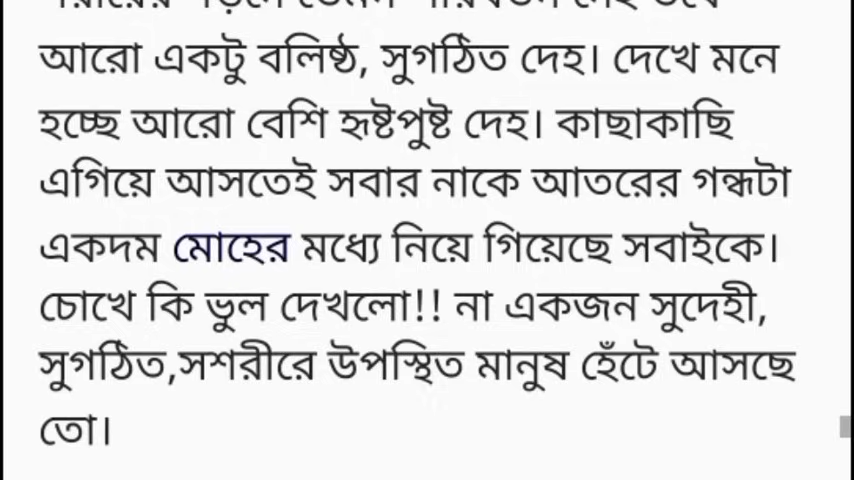 আরো একটু বলিষ্ঠ, সুগঠিত দেহ। দেখে মনে
হচ্ছে আরো বেশি হৃষ্টপুষ্ট দেহ। কাছাকাছি
এগিয়ে আসতেই সবার নাকে আতরের গন্ধটা
একদম মোহের মধ্যে নিয়ে গিয়েছে সবাইকে।
চোখে কি ভুল দেখলো!! না একজন সুদেহী,
সুগঠিত,সশরীরে উপস্থিত মানুষ হেঁটে আসছে
তো।